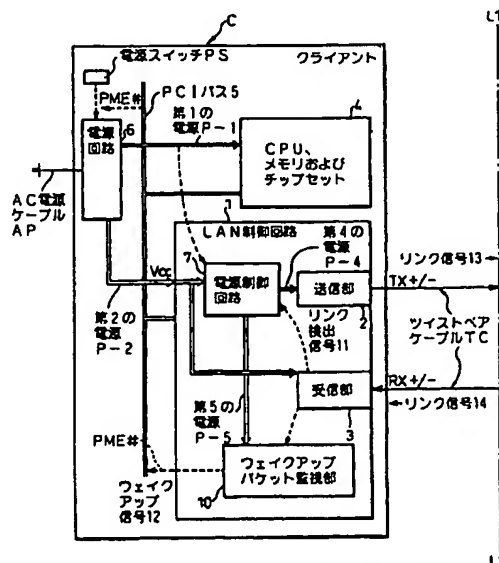 C
電源スイッチPS
クライアント
PME#
PCIバス5
第1の
電源P-1
4
電源
回路
6
CPU、
メモリおよび
チップセット
AC電源
ケーブル
AP
1
LAN制御回路
7
第4の
電源
P-4
Vcc
電源制御
回路
送信部
2
リンク信号13
TX+/-
第2の電源
P-2
リンク
検出
信号11
ツイストペア
ケーブルTC
RX+/-
受信部
3
リンク信号14
第5の
電源
P-5
PME#
ウェイクアップ
パケット監視部
10
ウェイク
アップ
信号12